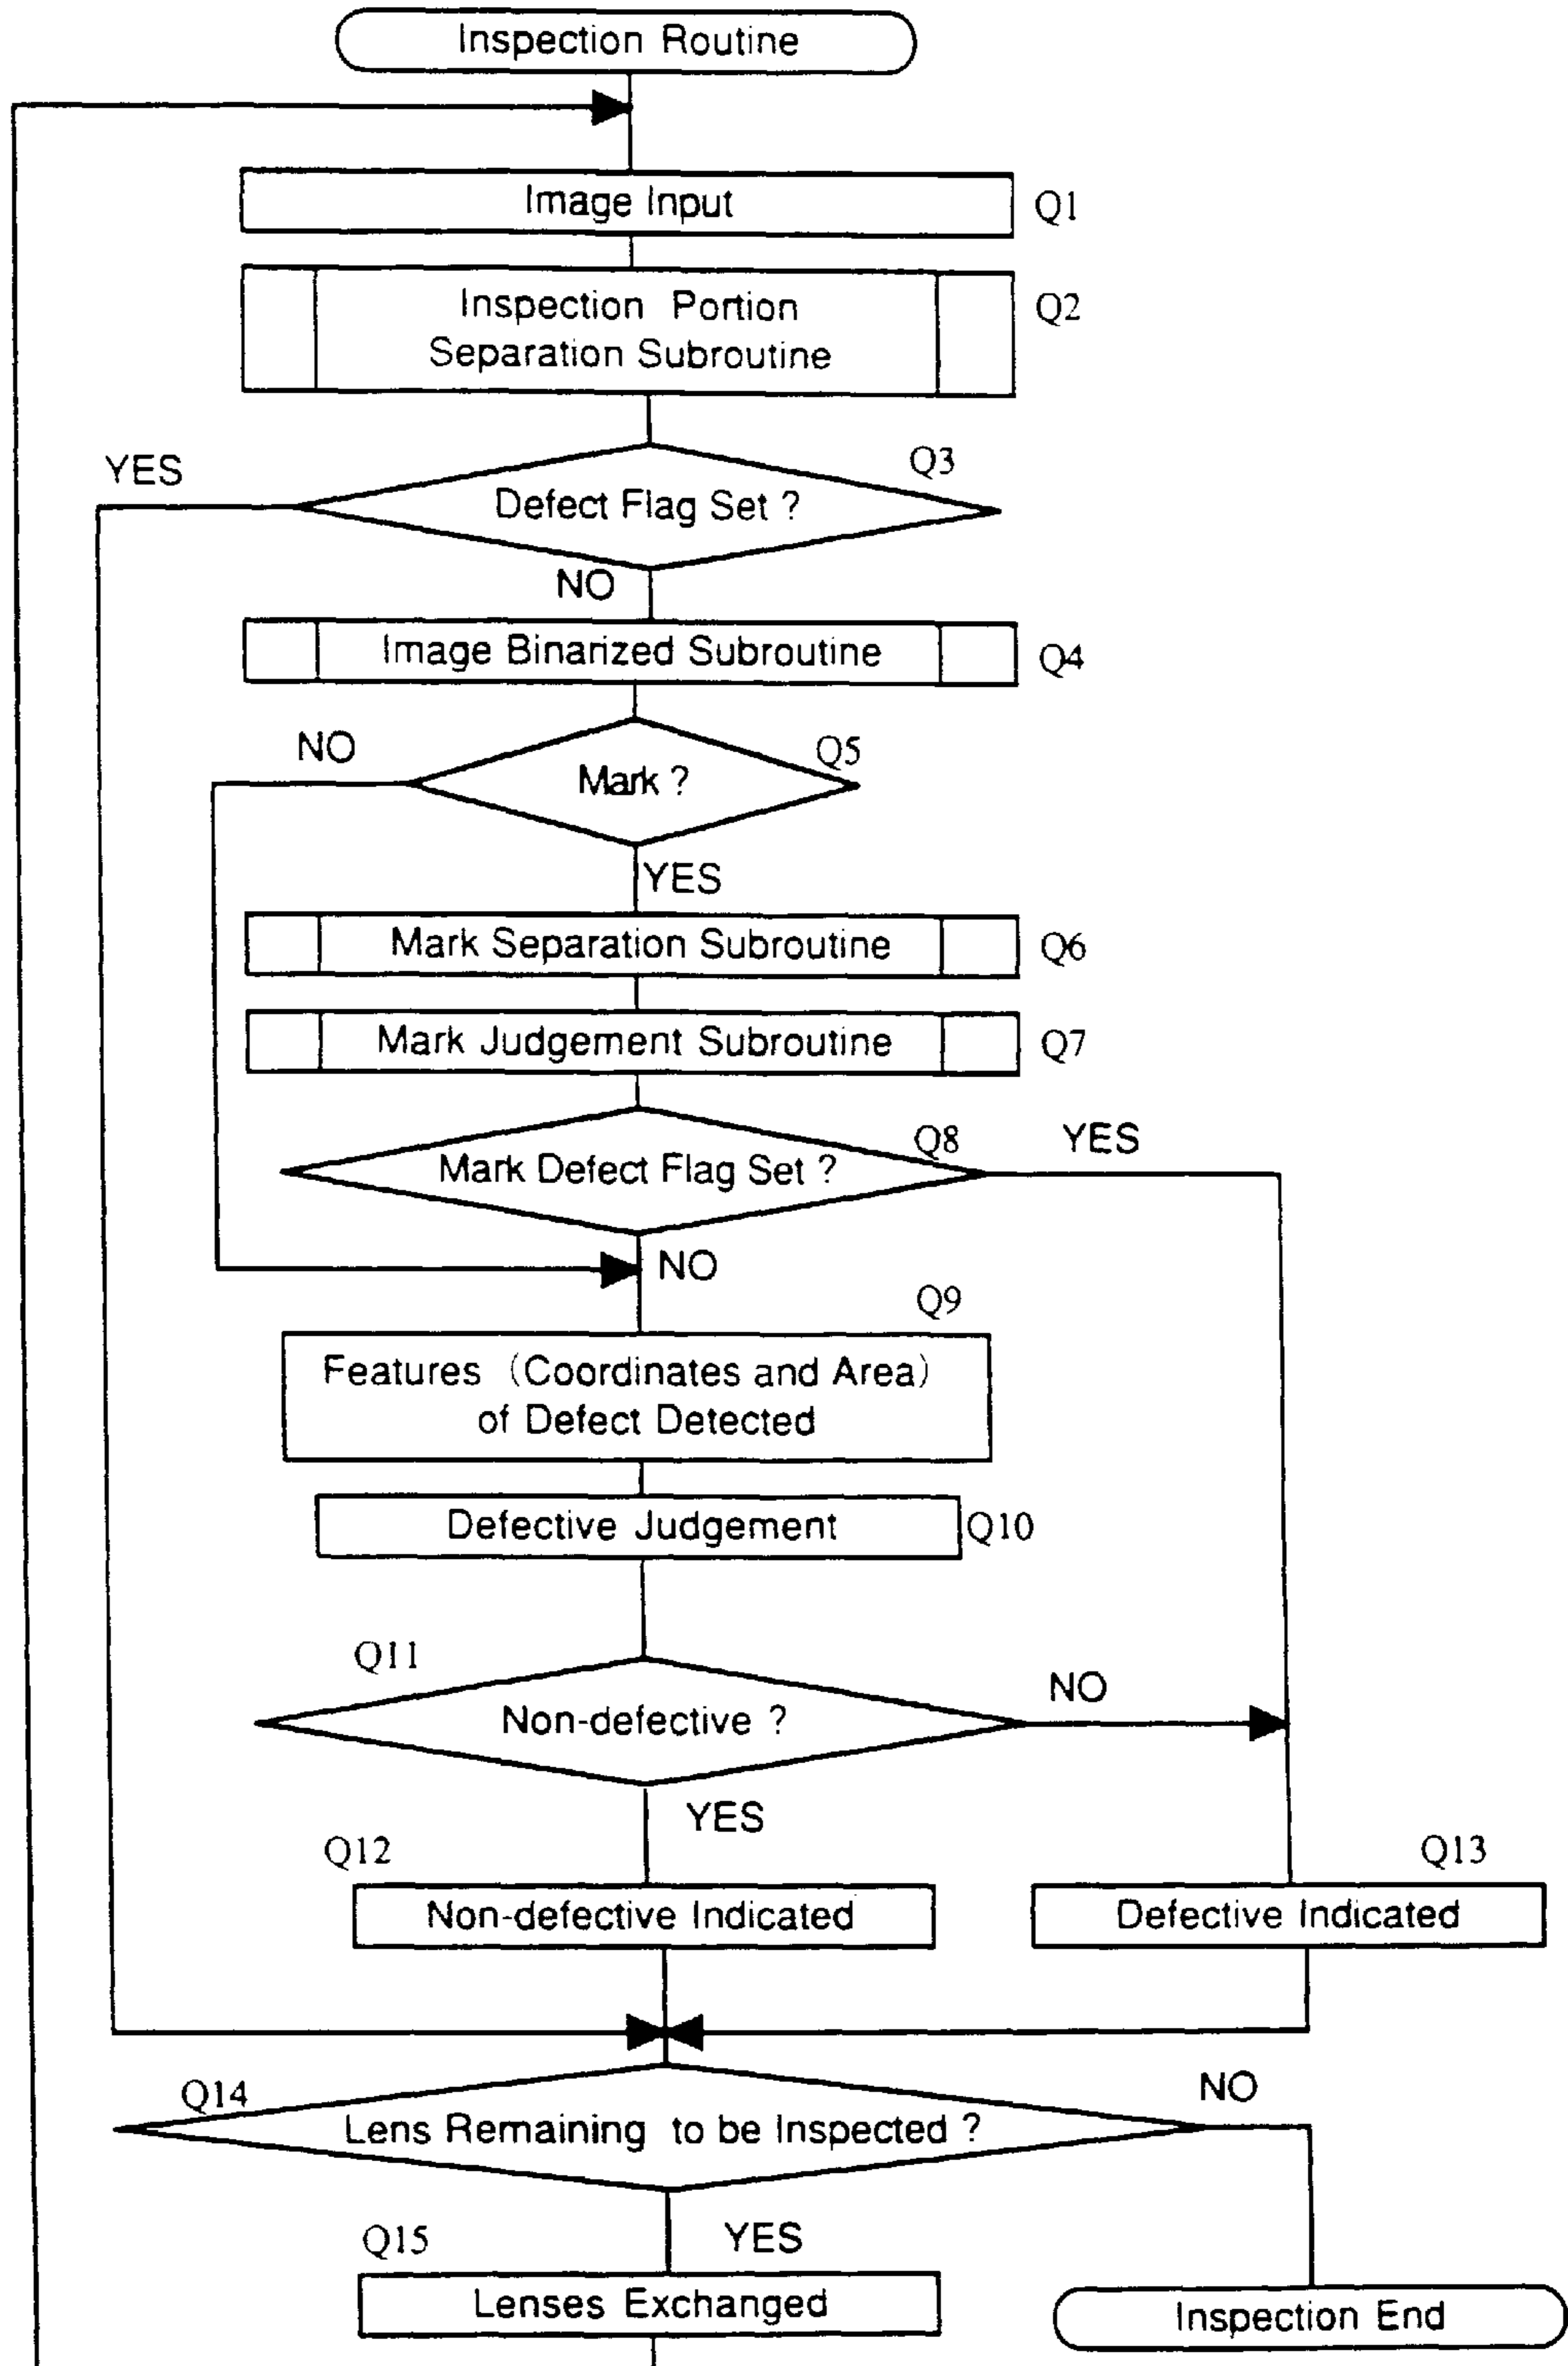 Inspection Routine
Image Input
Q1
Inspection Portion
Separation Subroutine
Q2
YES
Q3
Defect Flag Set ?
NO
Image Binarized Subroutine
Q4
NO
Q5
Mark ?
YES
Mark Separation Subroutine
Q6
Mark Judgement Subroutine
Q7
Q8
YES
Mark Defect Flag Set ?
NO
Q9
Features (Coordinates and Area)
of Defect Detected
Defective Judgement
Q10
Q11
NO
Non-defective ?
YES
Q12
Q13
Non-defective Indicated
Defective Indicated
Q14
NO
Lens Remaining to be Inspected ?
Q15
YES
Lenses Exchanged
Inspection End